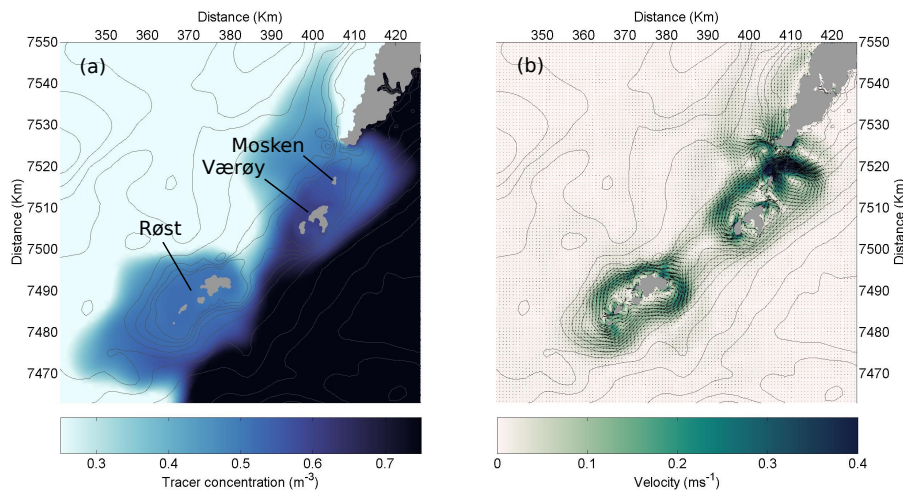 Distance (Km)
350 360 370 380 390 400 410 420
7550
7540
7530
7520
7510
7500
7490
7480
7470
Distance (Km)
(a)
Mosken
Værøy
Røst
0.3 0.4 0.5 0.6 0.7
Tracer concentration (m⁻³)
Distance (Km)
350 360 370 380 390 400 410 420
(b)
7550
7540
7530
7520
7510
7500
7490
7480
7470
Distance (Km)
0 0.1 0.2 0.3 0.4
Velocity (ms⁻¹)